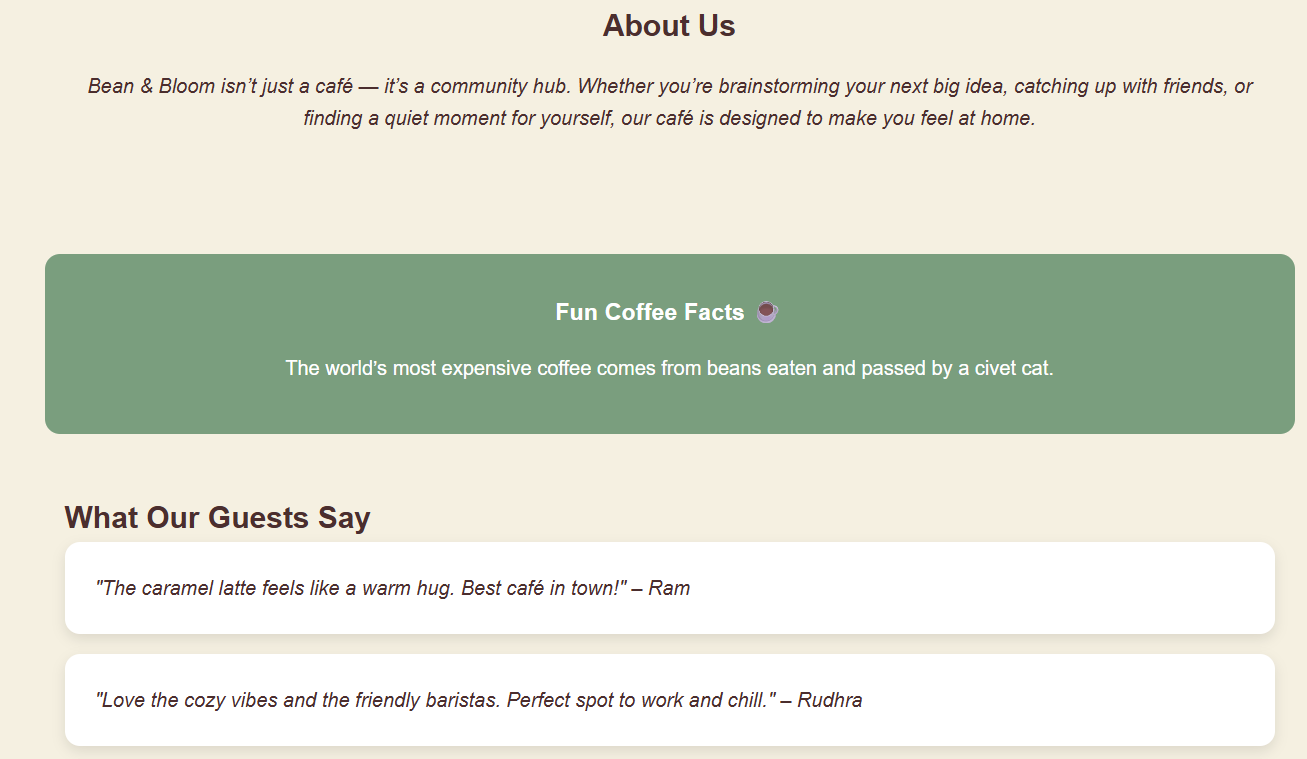 About Us
Bean & Bloom isn’t just a café — it’s a community hub. Whether you’re brainstorming your next big idea, catching up with friends, or
finding a quiet moment for yourself, our café is designed to make you feel at home.
Fun Coffee Facts ☕
The world’s most expensive coffee comes from beans eaten and passed by a civet cat.
What Our Guests Say
"The caramel latte feels like a warm hug. Best café in town!" – Ram
"Love the cozy vibes and the friendly baristas. Perfect spot to work and chill." – Rudhra